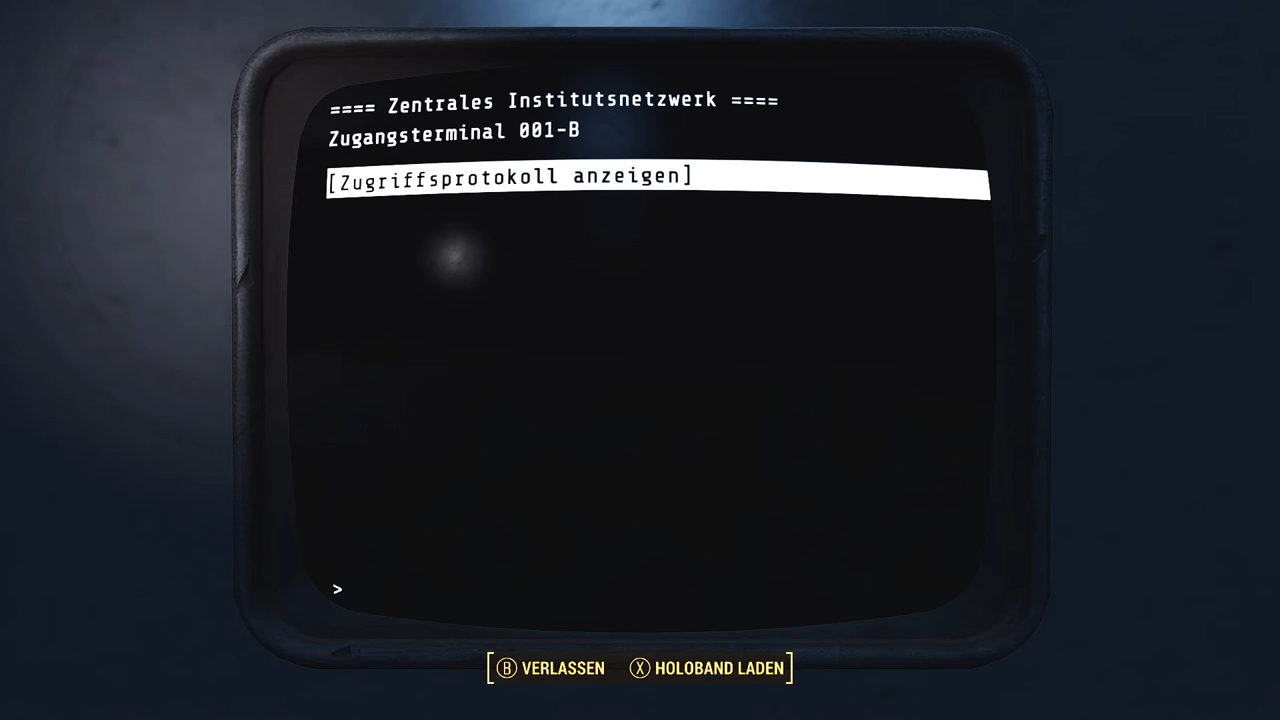 ==== Zentrales Institutsnetzwerk ====
Zugangsterminal 001-B
[Zugriffsprotokoll anzeigen]
>
[Ⓑ VERLASSEN Ⓧ HOLOBAND LADEN]